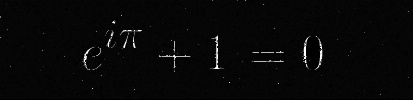 e^{iπ} + 1 = 0